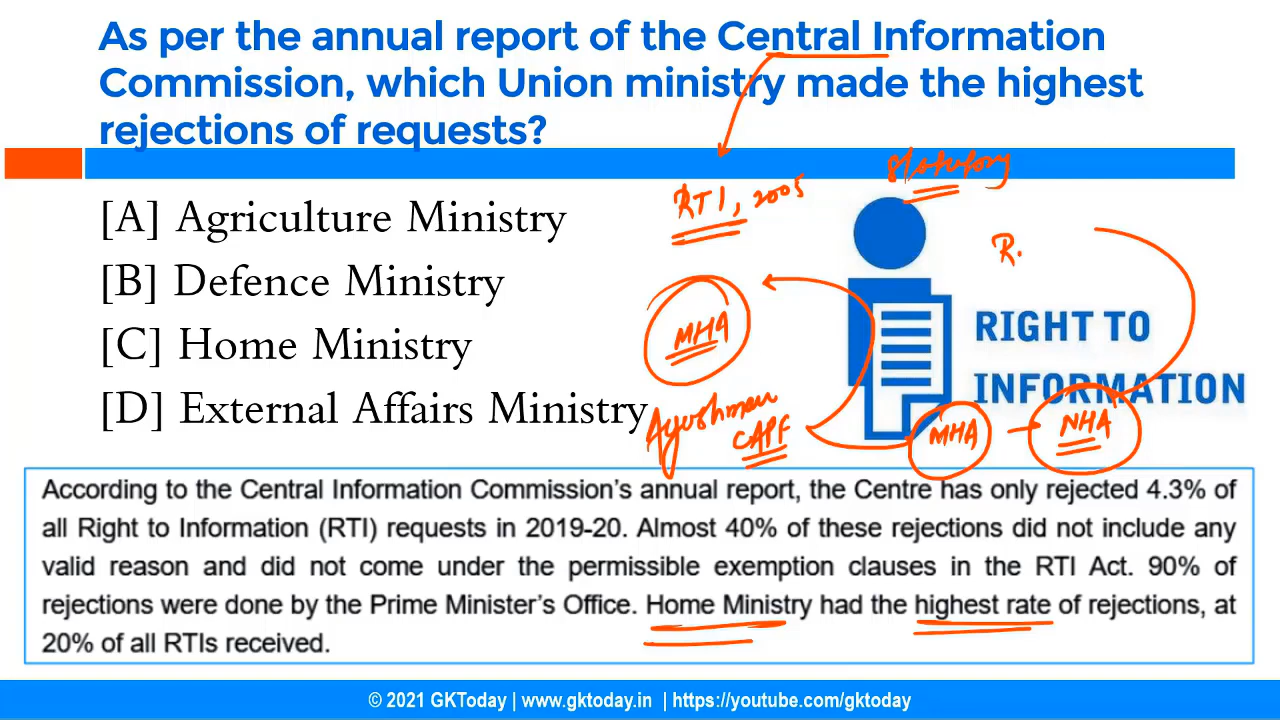 As per the annual report of the Central Information
Commission, which Union ministry made the highest
rejections of requests?
statutory
RTI, 2005
[A] Agriculture Ministry
R.
[B] Defence Ministry
MHA
RIGHT TO
[C] Home Ministry
INFORMATION
[D] External Affairs Ministry
Ayushman
CAPF
MHA
NHA
According to the Central Information Commission's annual report, the Centre has only rejected 4.3% of
all Right to Information (RTI) requests in 2019-20. Almost 40% of these rejections did not include any
valid reason and did not come under the permissible exemption clauses in the RTI Act. 90% of
rejections were done by the Prime Minister's Office. Home Ministry had the highest rate of rejections, at
20% of all RTIs received.
© 2021 GKToday | www.gktoday.in | https://youtube.com/gktoday